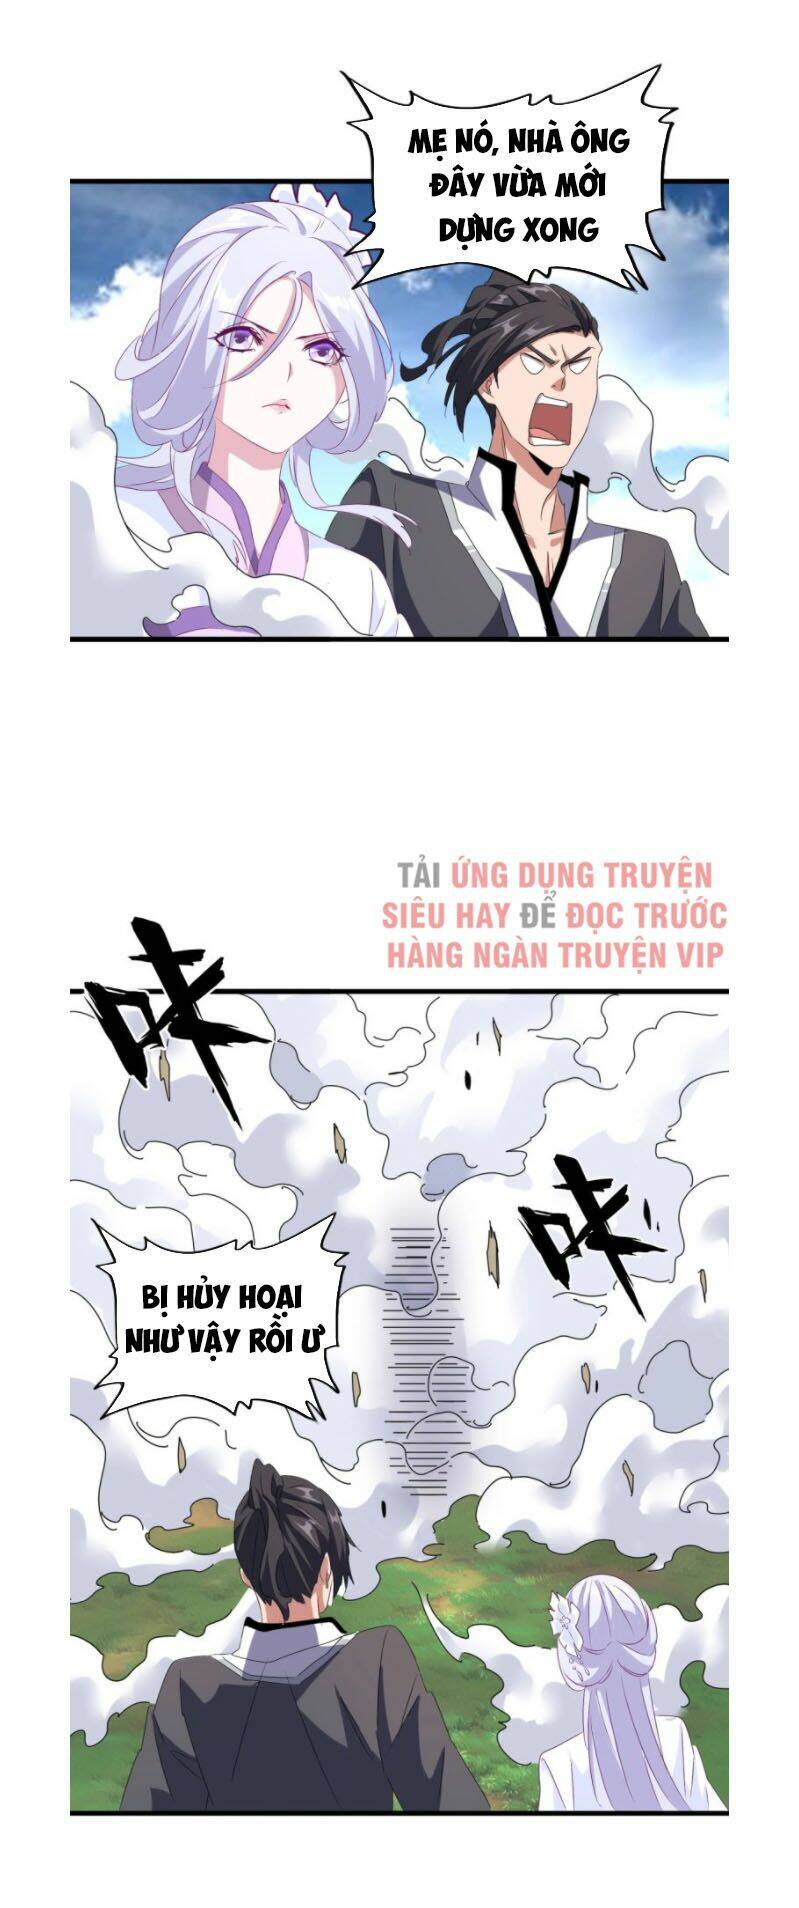 MẸ NÓ, NHÀ ÔNG
ĐÂY VỪA MỚI
DỰNG XONG
TẢI ỨNG DỤNG TRUYỆN
SIÊU HAY ĐỂ ĐỌC TRƯỚC
HÀNG NGÀN TRUYỆN VIP
咔
咔
BỊ HỦY HOẠI
NHƯ VẬY RỒI Ư